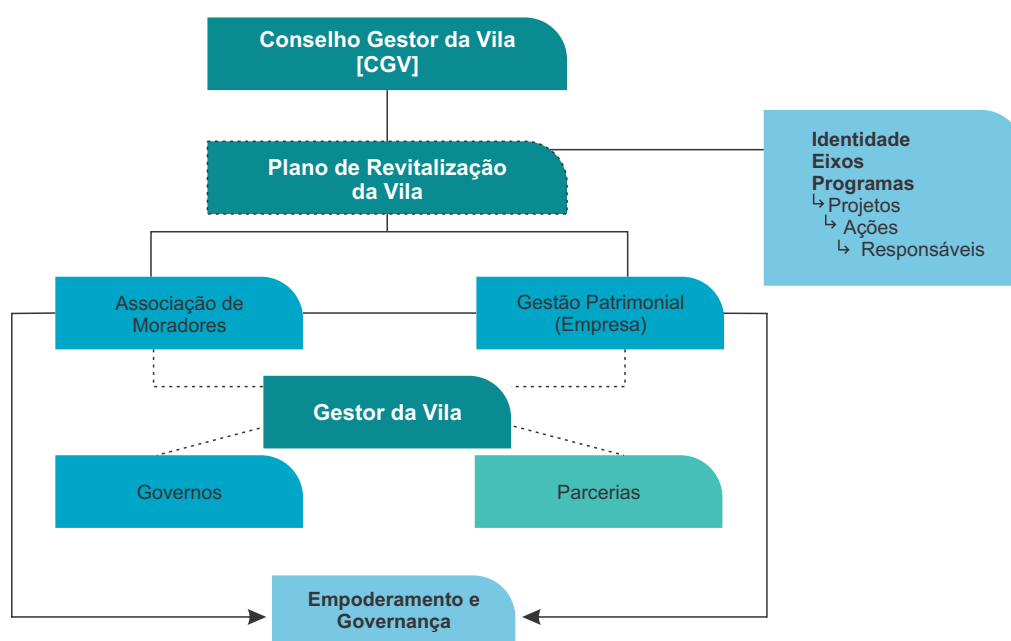 Conselho Gestor da Vila
[CGV]
Plano de Revitalização
da Vila
Identidade
Eixos
Programas
↳ Projetos
↳ Ações
↳ Responsáveis
Associação de
Moradores
Gestão Patrimonial
(Empresa)
Gestor da Vila
Governos
Parcerias
Empoderamento e
Governança